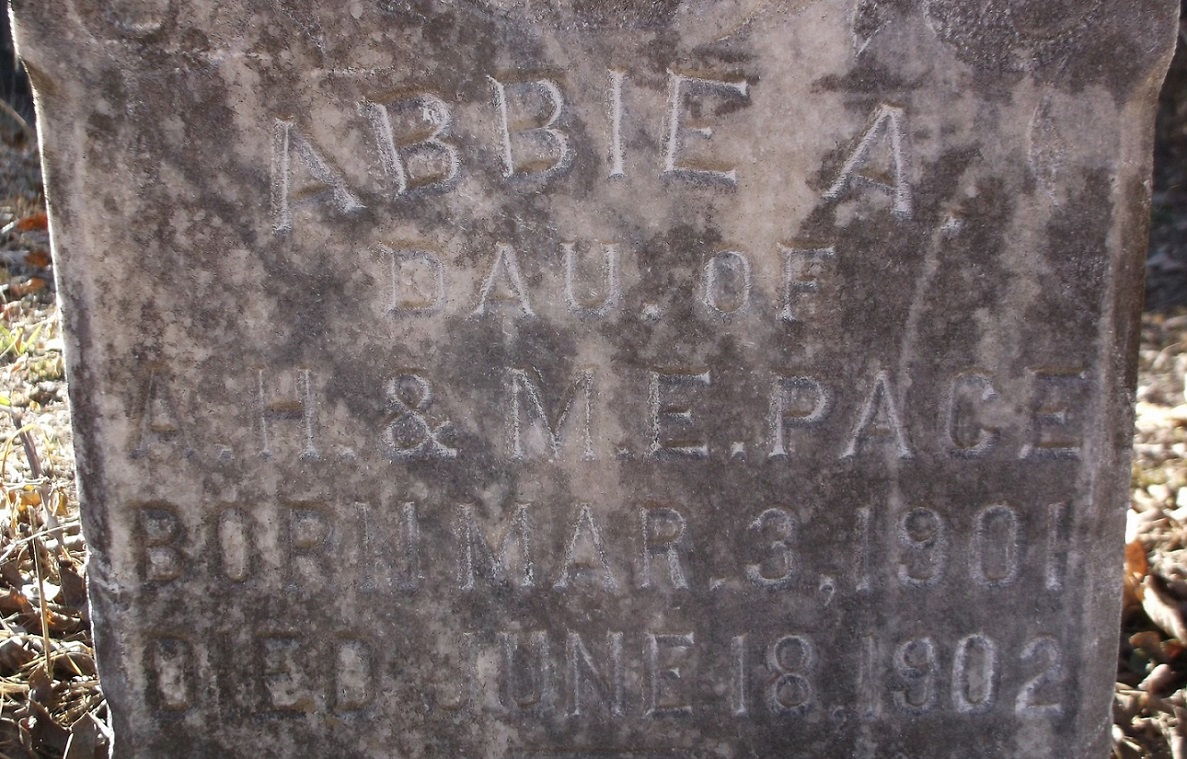 ABBIE A.
DAU. OF
A.H. & M.E. PACE
BORN MAR. 3, 1901
DIED JUNE 18, 1902